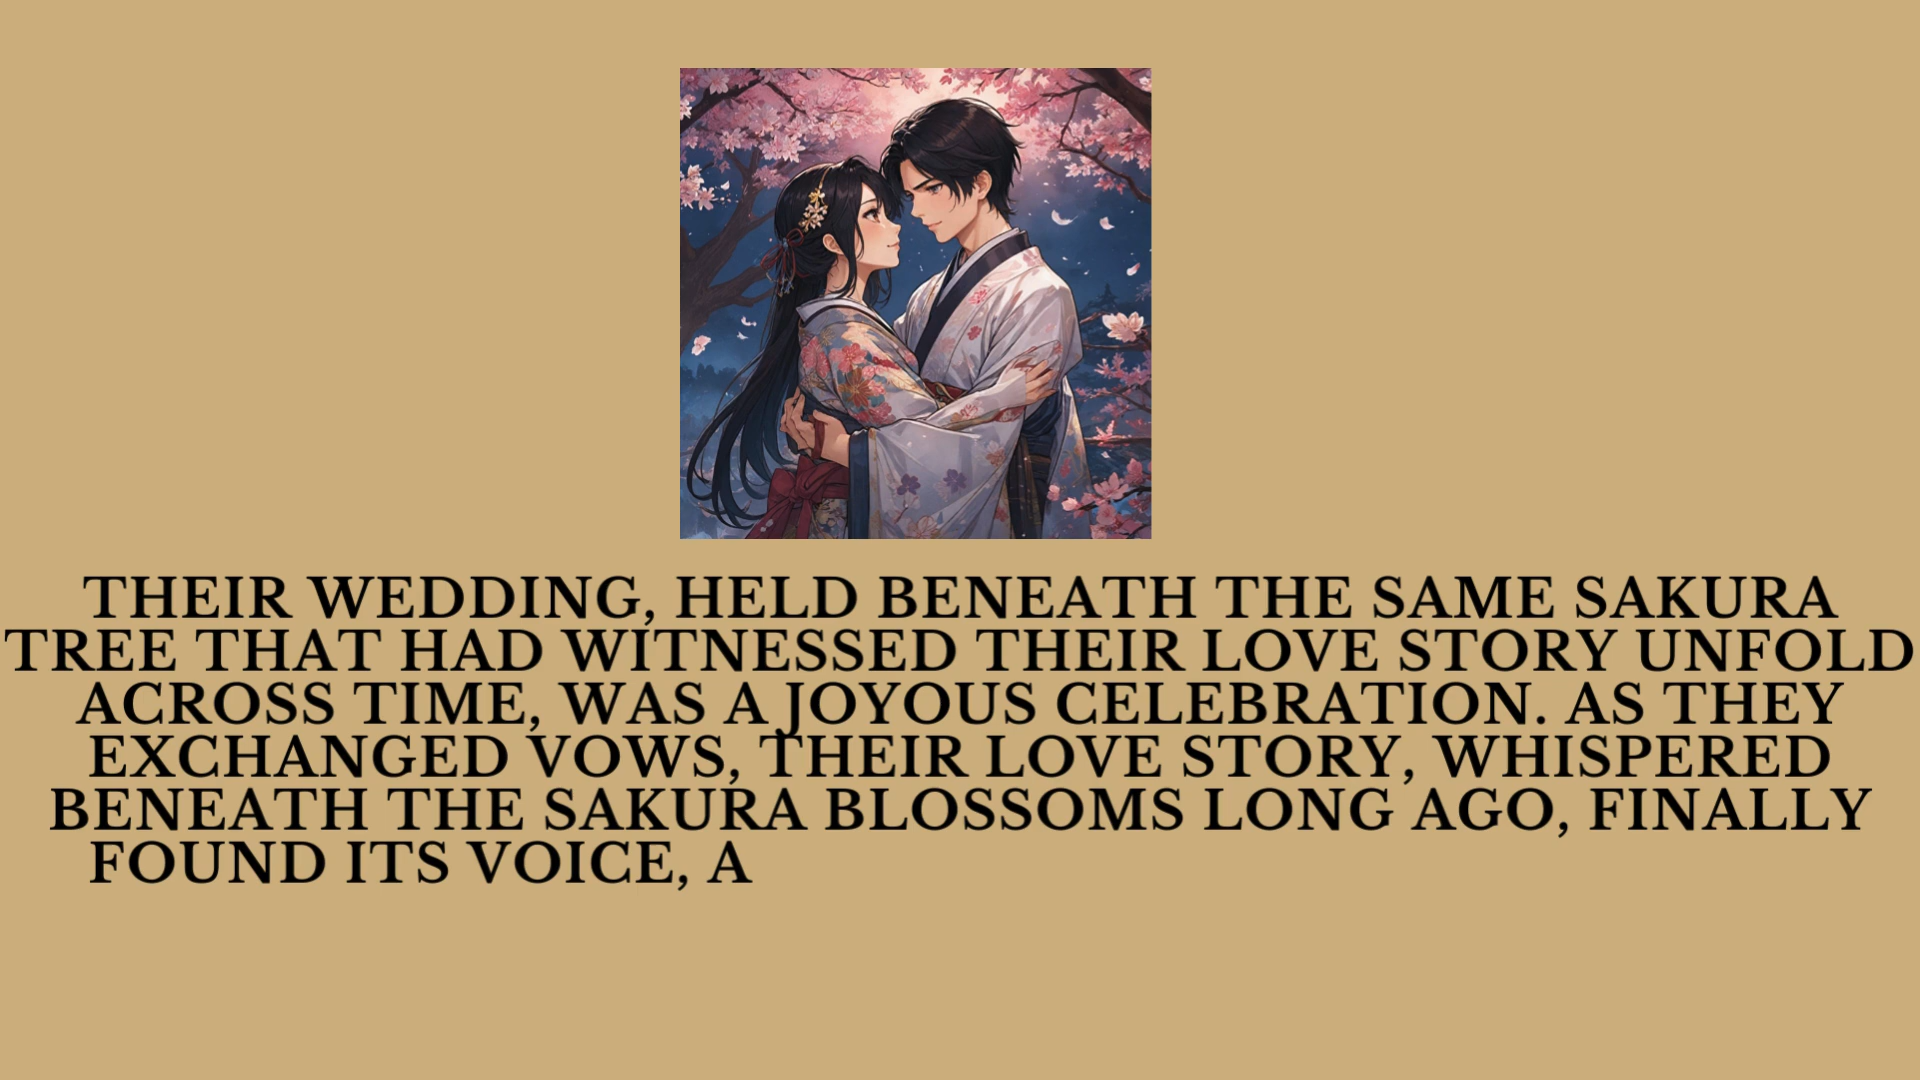 THEIR WEDDING, HELD BENEATH THE SAME SAKURA
TREE THAT HAD WITNESSED THEIR LOVE STORY UNFOLD
ACROSS TIME, WAS A JOYOUS CELEBRATION. AS THEY
EXCHANGED VOWS, THEIR LOVE STORY, WHISPERED
BENEATH THE SAKURA BLOSSOMS LONG AGO, FINALLY
FOUND ITS VOICE, A